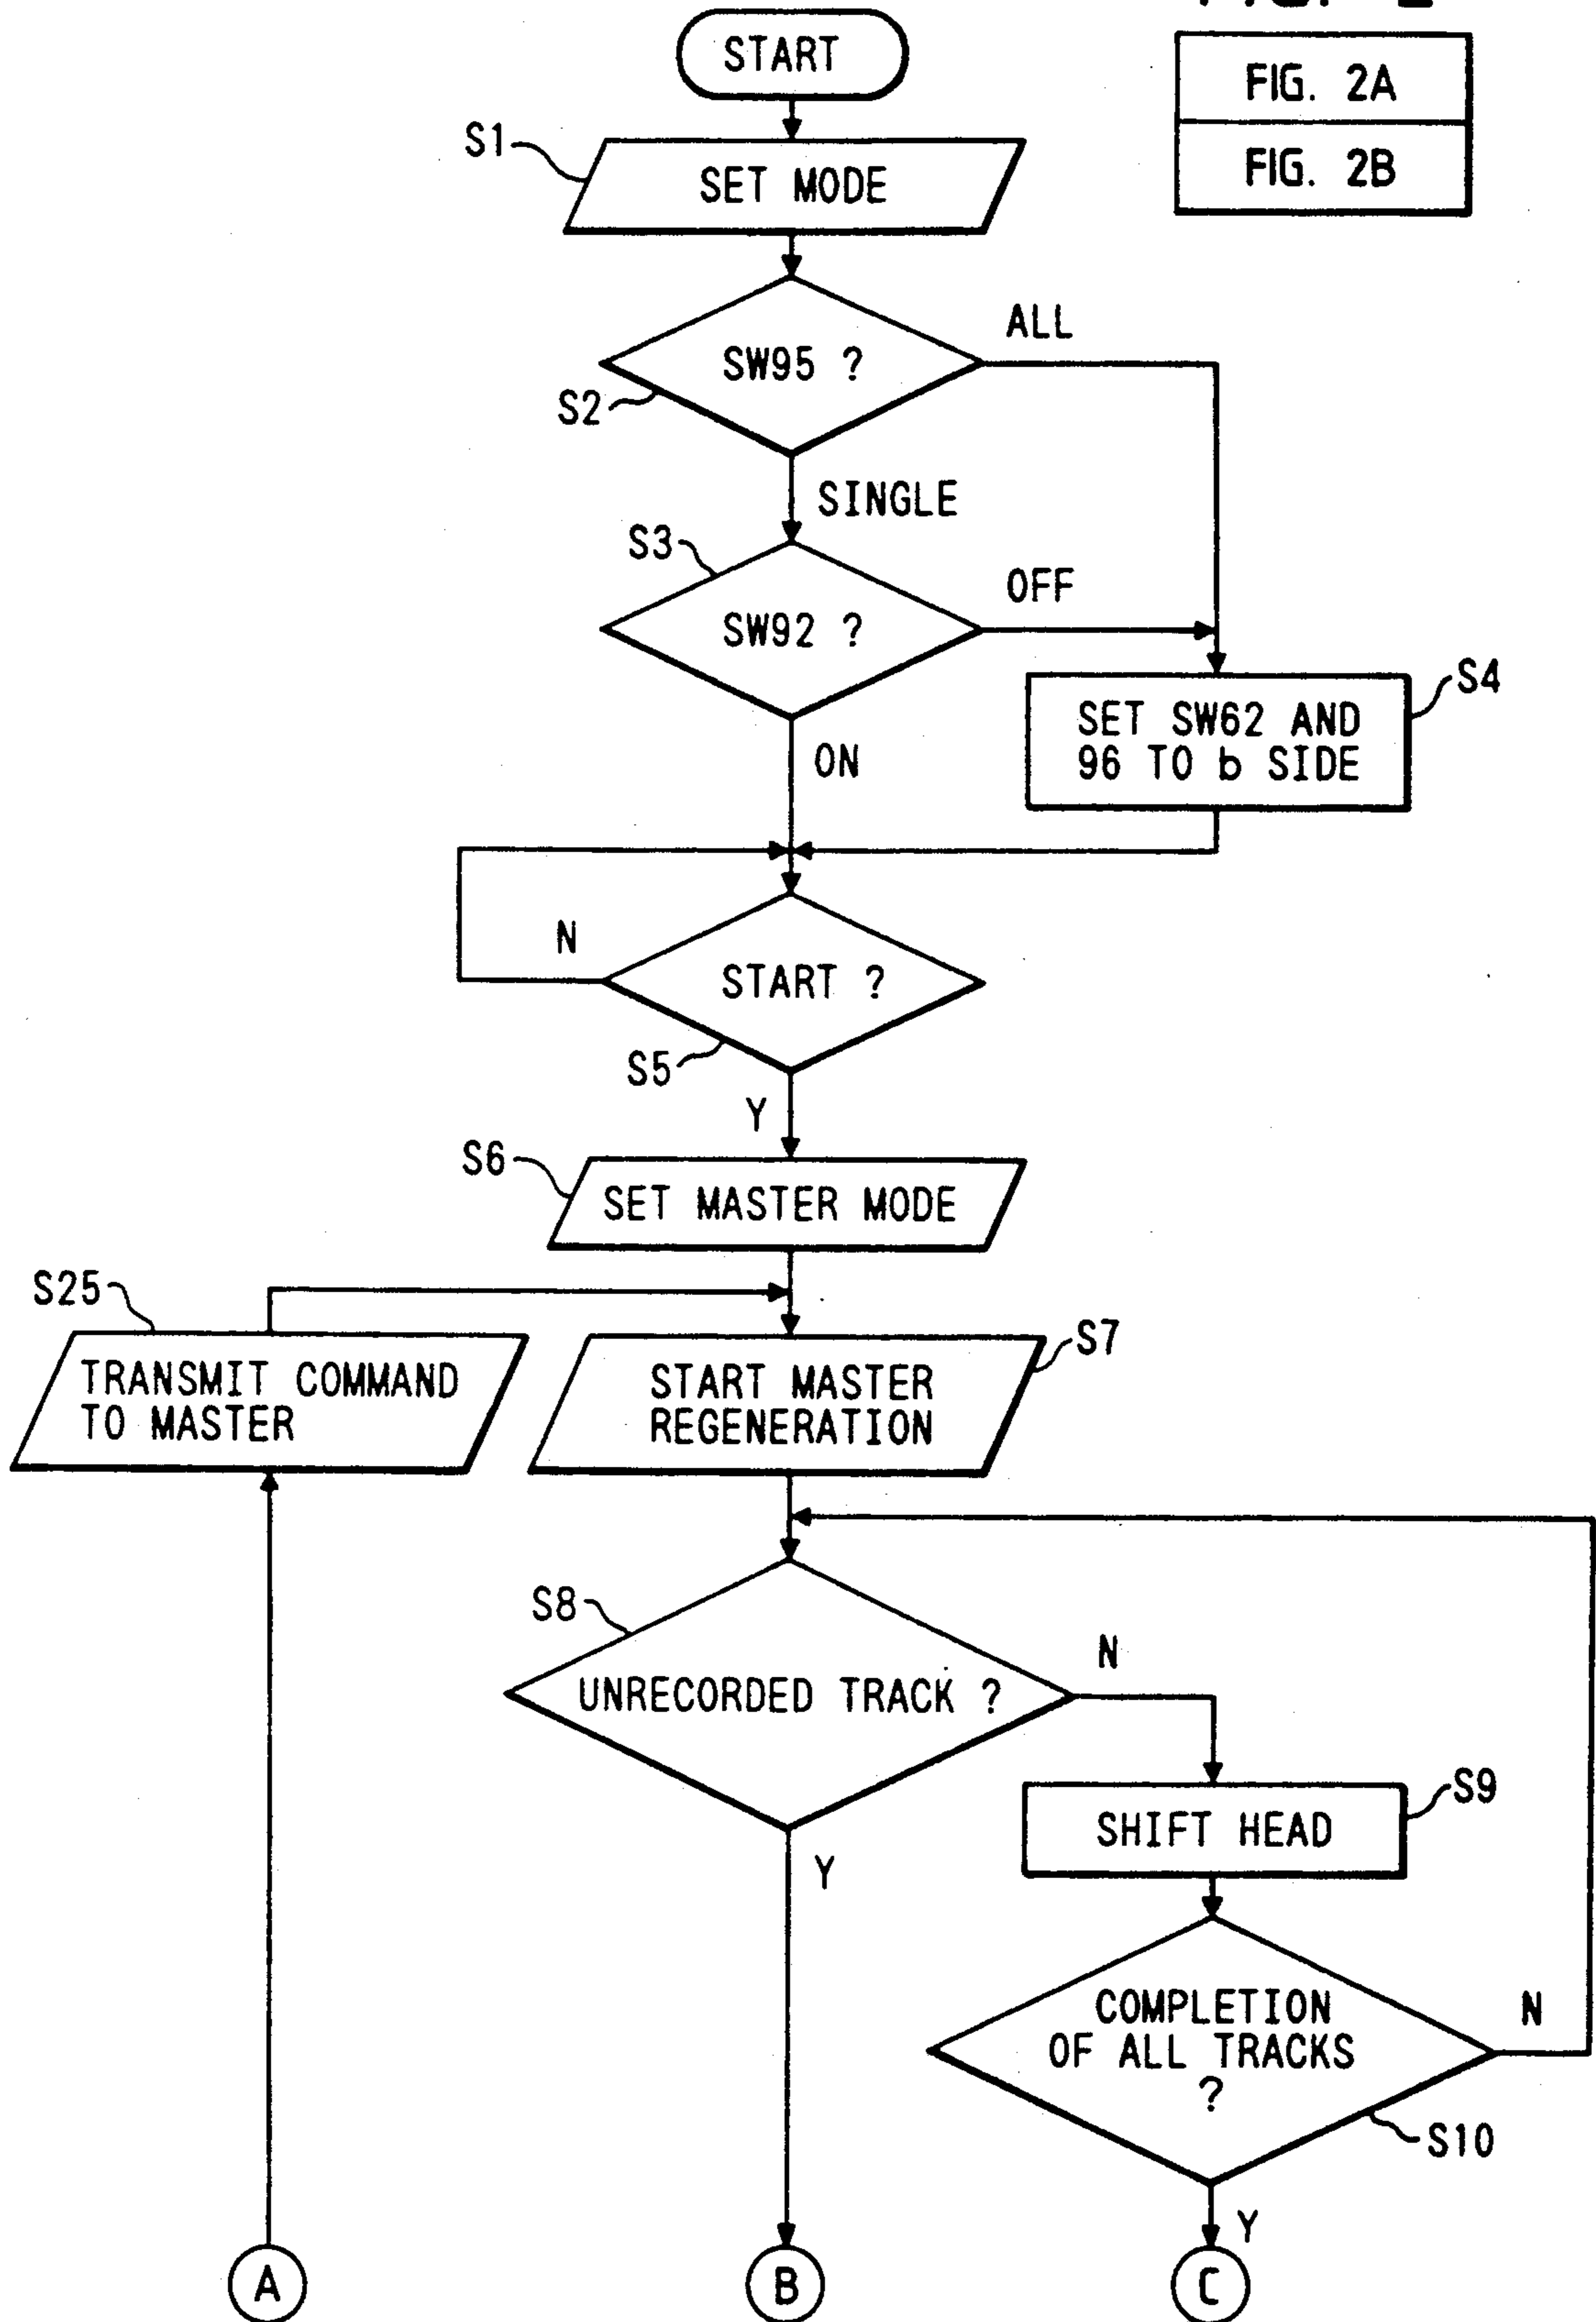 START
FIG. 2A
FIG. 2B
S1
SET MODE
SW95 ?
ALL
S2
SINGLE
S3
SW92 ?
OFF
S4
SET SW62 AND
96 TO b SIDE
ON
N
START ?
S5
Y
S6
SET MASTER MODE
S25
TRANSMIT COMMAND
TO MASTER
S7
START MASTER
REGENERATION
S8
UNRECORDED TRACK ?
N
Y
S9
SHIFT HEAD
COMPLETION
OF ALL TRACKS
?
N
S10
Y
A
B
C